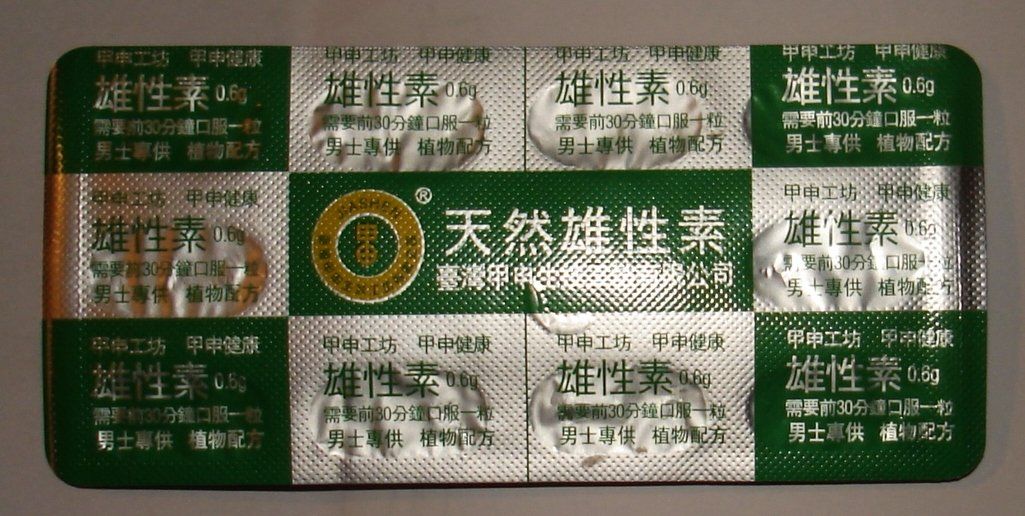 甲申工坊 甲申健康
雄性素 0.6g
需要前30分鐘口服一粒
男士專供 植物配方
甲申工坊 甲申健康
雄性素 0.6g
需要前30分鐘口服一粒
男士專供 植物配方
甲申工坊 甲申健康
雄性素 0.6g
需要前30分鐘口服一粒
男士專供 植物配方
甲申工坊 甲申健康
雄性素 0.6g
需要前30分鐘口服一粒
男士專供 植物配方
甲申工坊 甲申健康
雄性素 0.6g
需要前30分鐘口服一粒
男士專供 植物配方
JIASHEN
甲申
®
天然雄性素
臺灣甲申生 公司
甲申工坊 甲申健康
雄性素 0.6g
需要前30分鐘口服一粒
男士專供 植物配方
甲申工坊 甲申健康
雄性素 0.6g
需要前30分鐘口服一粒
男士專供 植物配方
甲申工坊 甲申健康
雄性素 0.6g
需要前30分鐘口服一粒
男士專供 植物配方
甲申工坊 甲申健康
雄性素 0.6g
需要前30分鐘口服一粒
男士專供 植物配方
甲申工坊 甲申健康
雄性素 0.6g
需要前30分鐘口服一粒
男士專供 植物配方